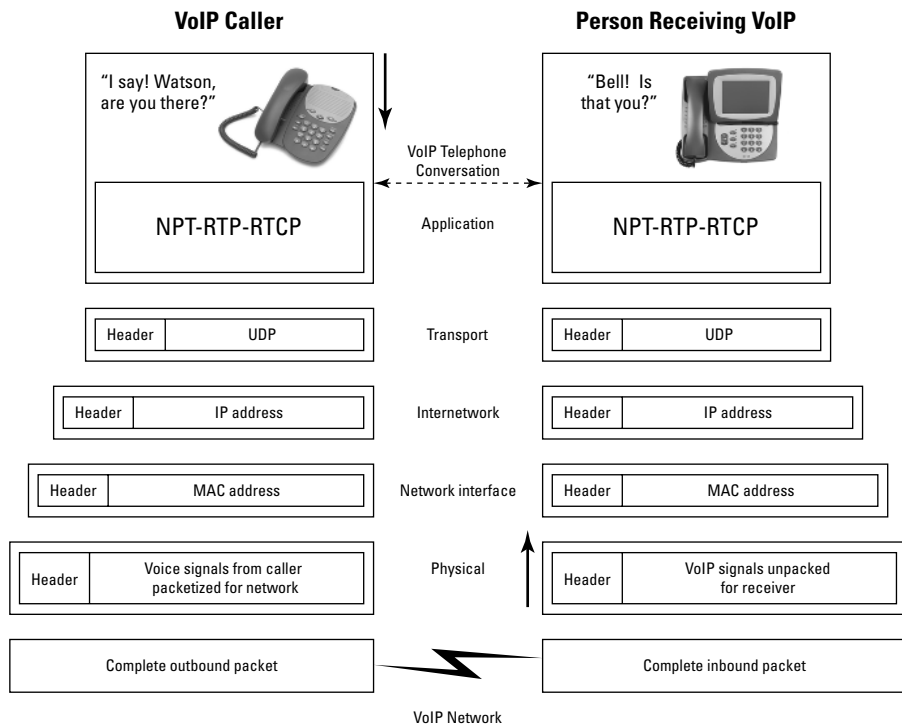 VoIP Caller
Person Receiving VoIP
“I say! Watson,
are you there?”
“Bell! Is
that you?”
VoIP Telephone
Conversation
NPT-RTP-RTCP
Application
NPT-RTP-RTCP
Header
UDP
Transport
Header
UDP
Header
IP address
Internetwork
Header
IP address
Header
MAC address
Network interface
Header
MAC address
Header
Voice signals from caller
packetized for network
Physical
Header
VoIP signals unpacked
for receiver
Complete outbound packet
Complete inbound packet
VoIP Network